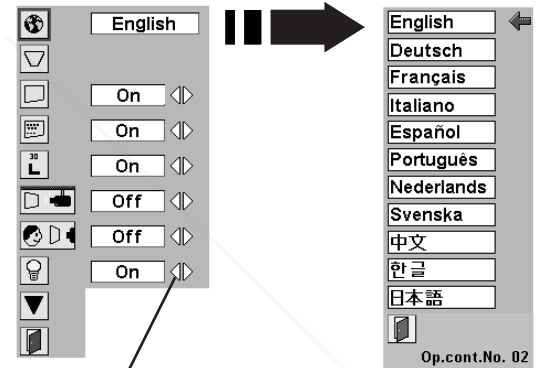 English
On
On
30
L
On
Off
Off
On
English
Deutsch
Français
Italiano
Español
Português
Nederlands
Svenska
中文
한글
日本語
Op.cont.No. 02